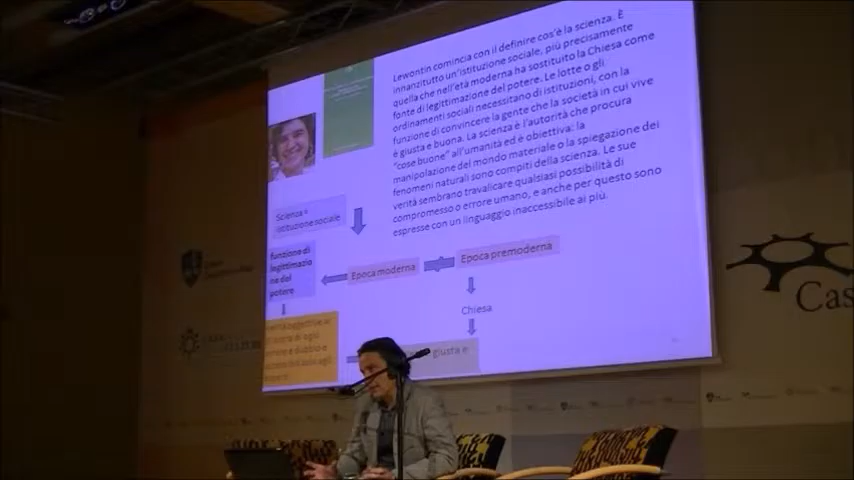 Lewontin comincia con il definire cos'è la scienza. È
innanzitutto un'istituzione sociale, più precisamente
quella che nell'età moderna ha sostituito la Chiesa come
fonte di legittimazione del potere. Le lotte o gli
ordinamenti sociali necessitano di istituzioni, con la
funzione di convincere la gente che la società in cui vive
è giusta e buona. La scienza è l'autorità che procura
"cose buone" all'umanità ed è obiettiva: la
manipolazione del mondo materiale o la spiegazione dei
fenomeni naturali sono compiti della scienza. Le sue
verità sembrano travalicare qualsiasi possibilità di
compromesso o errore umano, e anche per questo sono
espresse con un linguaggio inaccessibile ai più.
Scienza =
istituzione sociale
funzione di
legittimazio
ne del
potere
Epoca moderna
Epoca premoderna
Chiesa
giusta e
Cas